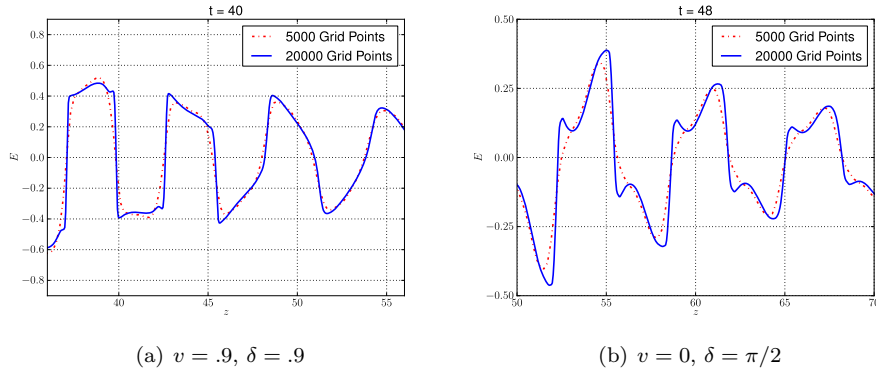 t = 40
5000 Grid Points
20000 Grid Points
0.8
0.6
0.4
0.2
0.0
−0.2
−0.4
−0.6
−0.8
E
40
45
50
55
z
(a) v = .9, δ = .9
t = 48
5000 Grid Points
20000 Grid Points
0.50
0.25
0.00
−0.25
−0.50
E
50
55
60
65
70
z
(b) v = 0, δ = π/2